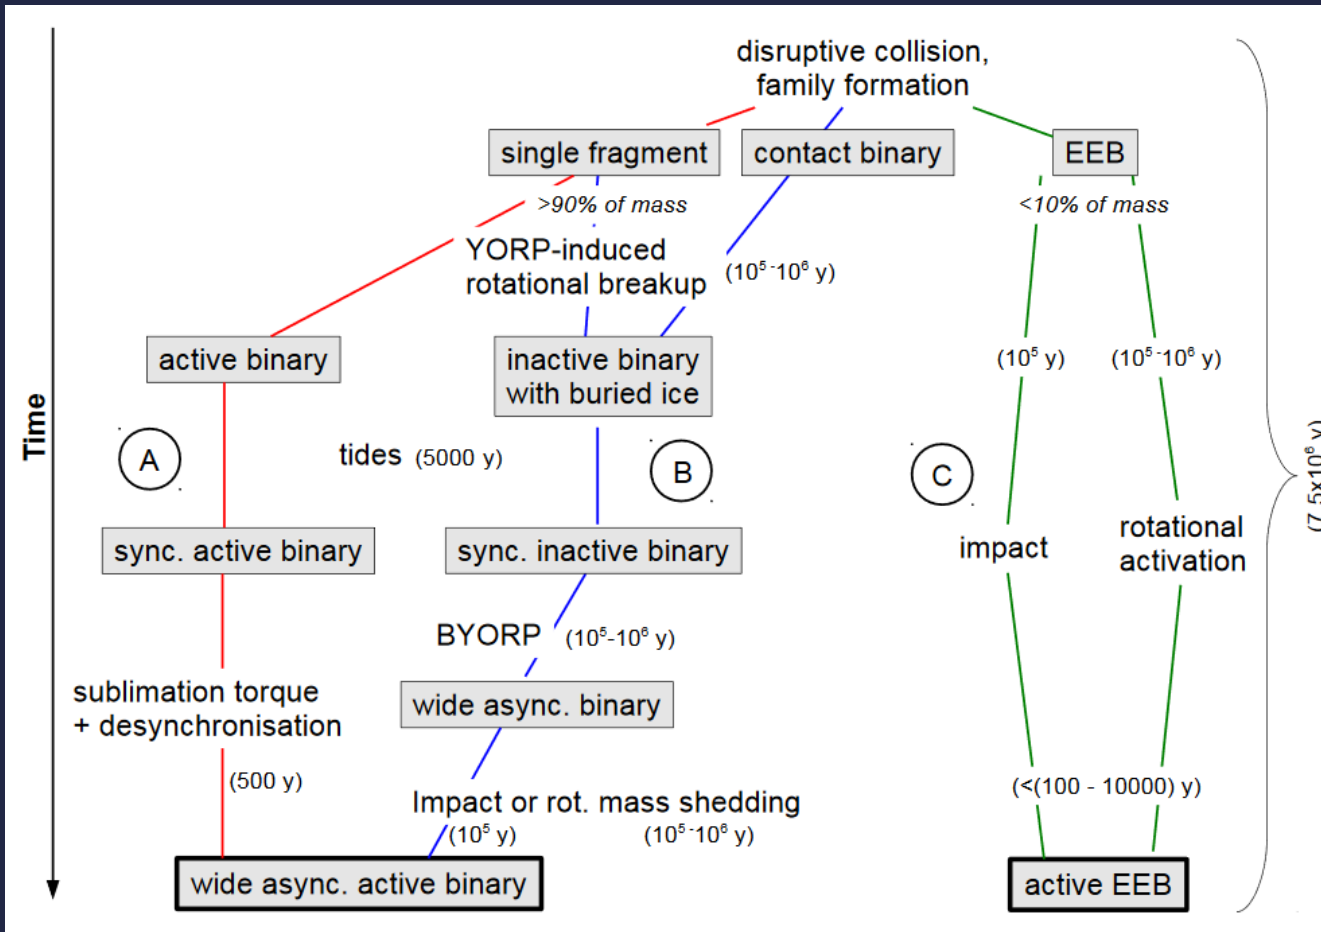 disruptive collision,
family formation
single fragment
contact binary
EEB
>90% of mass
<10% of mass
YORP-induced
rotational breakup
(10⁵-10⁶ y)
active binary
inactive binary
with buried ice
(10⁵ y)
(10⁵-10⁶ y)
Time
A
tides (5000 y)
B
C
(7.5x10⁶ y)
sync. active binary
sync. inactive binary
impact
rotational
activation
BYORP (10⁵-10⁶ y)
sublimation torque
+ desynchronisation
wide async. binary
(500 y)
(<(100 - 10000) y)
Impact or rot. mass shedding
(10⁵ y)
(10⁵-10⁶ y)
wide async. active binary
active EEB